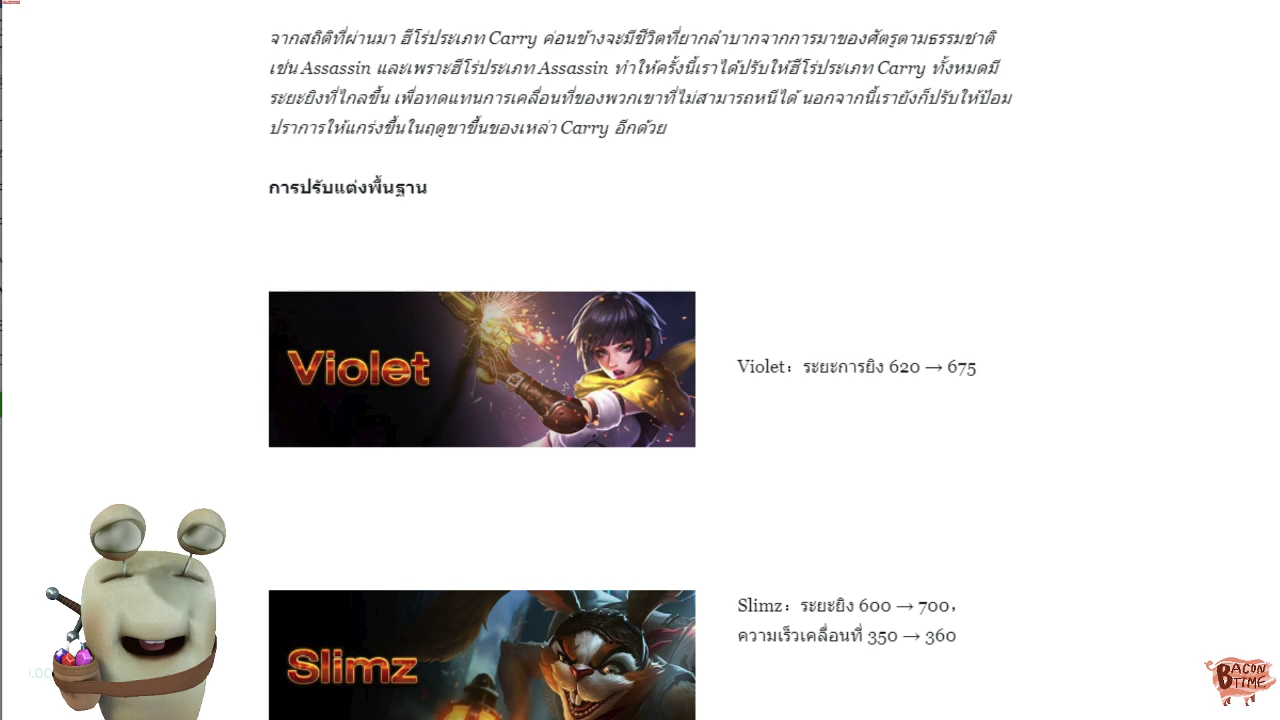 จากสถิติที่ผ่านมา ฮีโร่ประเภท Carry ค่อนข้างจะมีชีวิตที่ยากลำบากจากการมาของศัตรูตามธรรมชาติ
เช่น Assassin และเพราะฮีโร่ประเภท Assassin ทำให้ครั้งนี้เราได้ปรับให้ฮีโร่ประเภท Carry ทั้งหมดมี
ระยะยิงที่ไกลขึ้น เพื่อทดแทนการเคลื่อนที่ของพวกเขาที่ไม่สามารถหนีได้ นอกจากนี้เรายังก็ปรับให้ป้อม
ปราการให้แกร่งขึ้นในฤดูขาขึ้นของเหล่า Carry อีกด้วย
การปรับแต่งพื้นฐาน
Violet
Violet: ระยะการยิง 620 → 675
Slimz
Slimz: ระยะยิง 600 → 700,
ความเร็วเคลื่อนที่ 350 → 360
BACON
TIME